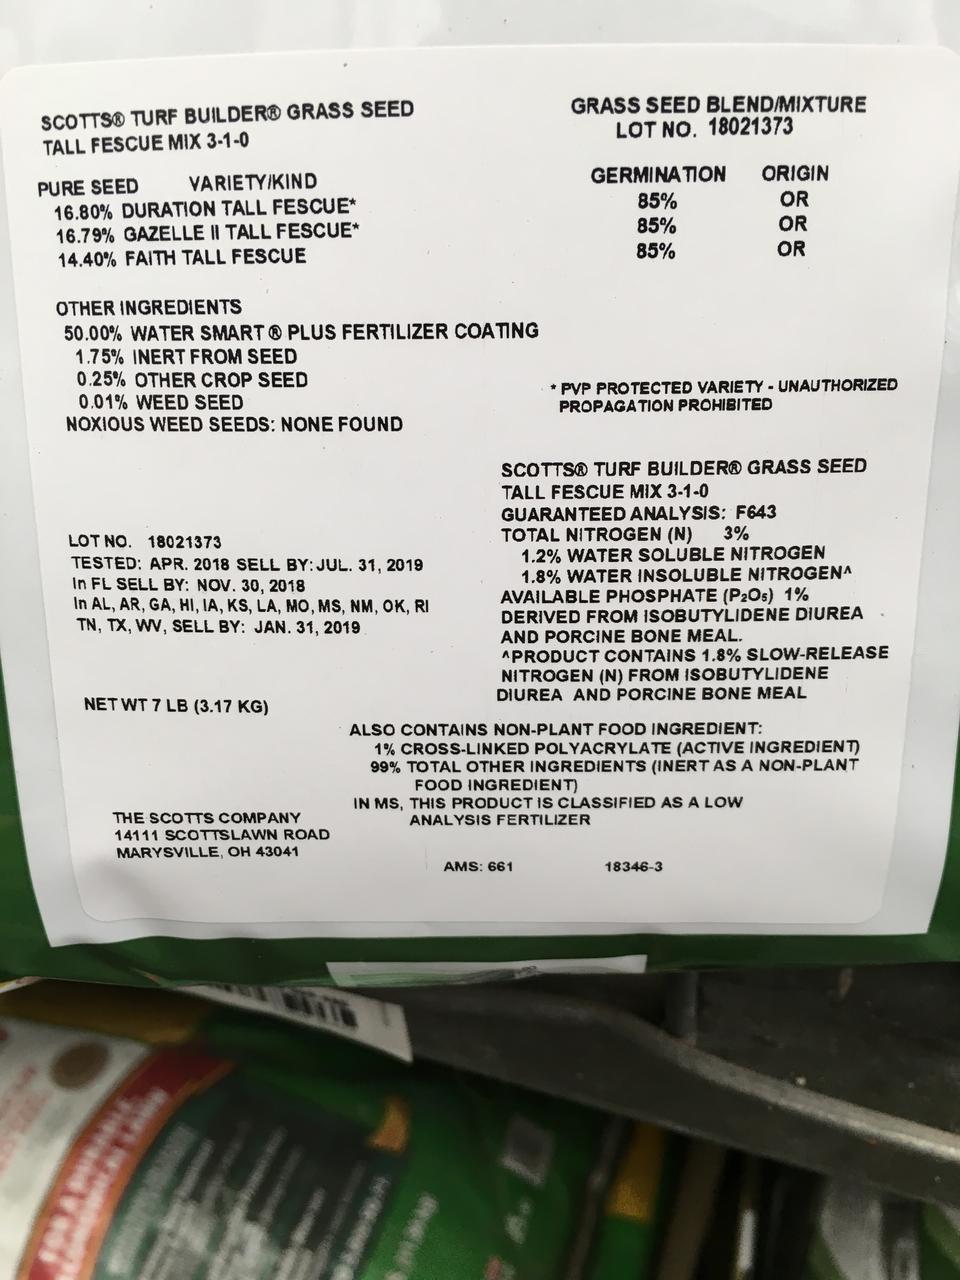 SCOTTS® TURF BUILDER® GRASS SEED
TALL FESCUE MIX 3-1-0
GRASS SEED BLEND/MIXTURE
LOT NO. 18021373
PURE SEED VARIETY/KIND GERMINATION ORIGIN
16.80% DURATION TALL FESCUE* 85% OR
16.79% GAZELLE II TALL FESCUE* 85% OR
14.40% FAITH TALL FESCUE 85% OR
OTHER INGREDIENTS
50.00% WATER SMART ® PLUS FERTILIZER COATING
1.75% INERT FROM SEED
0.25% OTHER CROP SEED
0.01% WEED SEED
NOXIOUS WEED SEEDS: NONE FOUND
* PVP PROTECTED VARIETY - UNAUTHORIZED
PROPAGATION PROHIBITED
SCOTTS® TURF BUILDER® GRASS SEED
TALL FESCUE MIX 3-1-0
GUARANTEED ANALYSIS: F643
TOTAL NITROGEN (N) 3%
1.2% WATER SOLUBLE NITROGEN
1.8% WATER INSOLUBLE NITROGEN^
AVAILABLE PHOSPHATE (P₂O₅) 1%
DERIVED FROM ISOBUTYLIDENE DIUREA
AND PORCINE BONE MEAL.
^PRODUCT CONTAINS 1.8% SLOW-RELEASE
NITROGEN (N) FROM ISOBUTYLIDENE
DIUREA AND PORCINE BONE MEAL
LOT NO. 18021373
TESTED: APR. 2018 SELL BY: JUL. 31, 2019
In FL SELL BY: NOV. 30, 2018
In AL, AR, GA, HI, IA, KS, LA, MO, MS, NM, OK, RI
TN, TX, WV, SELL BY: JAN. 31, 2019
NET WT 7 LB (3.17 KG)
ALSO CONTAINS NON-PLANT FOOD INGREDIENT:
1% CROSS-LINKED POLYACRYLATE (ACTIVE INGREDIENT)
99% TOTAL OTHER INGREDIENTS (INERT AS A NON-PLANT
FOOD INGREDIENT)
IN MS, THIS PRODUCT IS CLASSIFIED AS A LOW
ANALYSIS FERTILIZER
THE SCOTTS COMPANY
14111 SCOTTSLAWN ROAD
MARYSVILLE, OH 43041
AMS: 661 18346-3